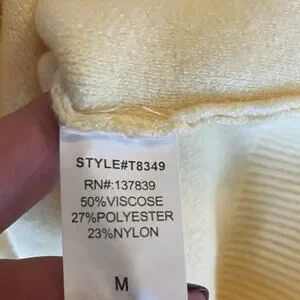 STYLE#T8349
RN#:137839
50%VISCOSE
27%POLYESTER
23%NYLON
M